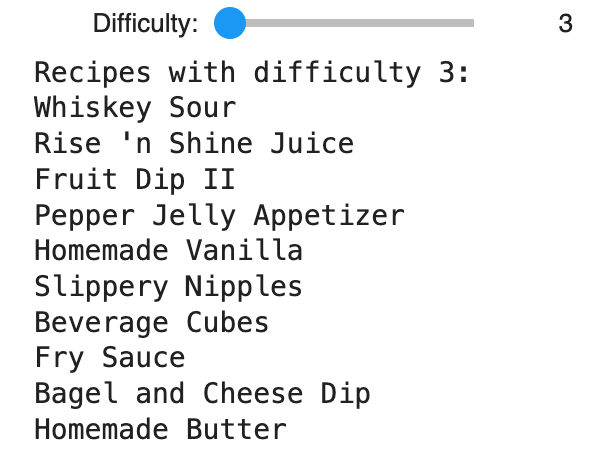 Difficulty: 3
Recipes with difficulty 3:
Whiskey Sour
Rise 'n Shine Juice
Fruit Dip II
Pepper Jelly Appetizer
Homemade Vanilla
Slippery Nipples
Beverage Cubes
Fry Sauce
Bagel and Cheese Dip
Homemade Butter